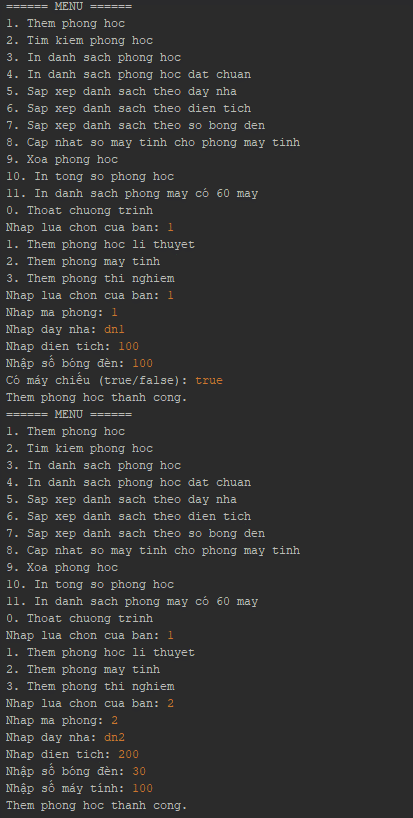 ====== MENU ======
1. Them phong hoc
2. Tim kiem phong hoc
3. In danh sach phong hoc
4. In danh sach phong hoc dat chuan
5. Sap xep danh sach theo day nha
6. Sap xep danh sach theo dien tich
7. Sap xep danh sach theo so bong den
8. Cap nhat so may tinh cho phong may tinh
9. Xoa phong hoc
10. In tong so phong hoc
11. In danh sach phong may có 60 may
0. Thoat chuong trinh
Nhap lua chon cua ban: 1
1. Them phong hoc li thuyet
2. Them phong may tinh
3. Them phong thi nghiem
Nhap lua chon cua ban: 1
Nhap ma phong: 1
Nhap day nha: dn1
Nhap dien tich: 100
Nhập số bóng đèn: 100
Có máy chiếu (true/false): true
Them phong hoc thanh cong.
====== MENU ======
1. Them phong hoc
2. Tim kiem phong hoc
3. In danh sach phong hoc
4. In danh sach phong hoc dat chuan
5. Sap xep danh sach theo day nha
6. Sap xep danh sach theo dien tich
7. Sap xep danh sach theo so bong den
8. Cap nhat so may tinh cho phong may tinh
9. Xoa phong hoc
10. In tong so phong hoc
11. In danh sach phong may có 60 may
0. Thoat chuong trinh
Nhap lua chon cua ban: 1
1. Them phong hoc li thuyet
2. Them phong may tinh
3. Them phong thi nghiem
Nhap lua chon cua ban: 2
Nhap ma phong: 2
Nhap day nha: dn2
Nhap dien tich: 200
Nhập số bóng đèn: 30
Nhập số máy tính: 100
Them phong hoc thanh cong.